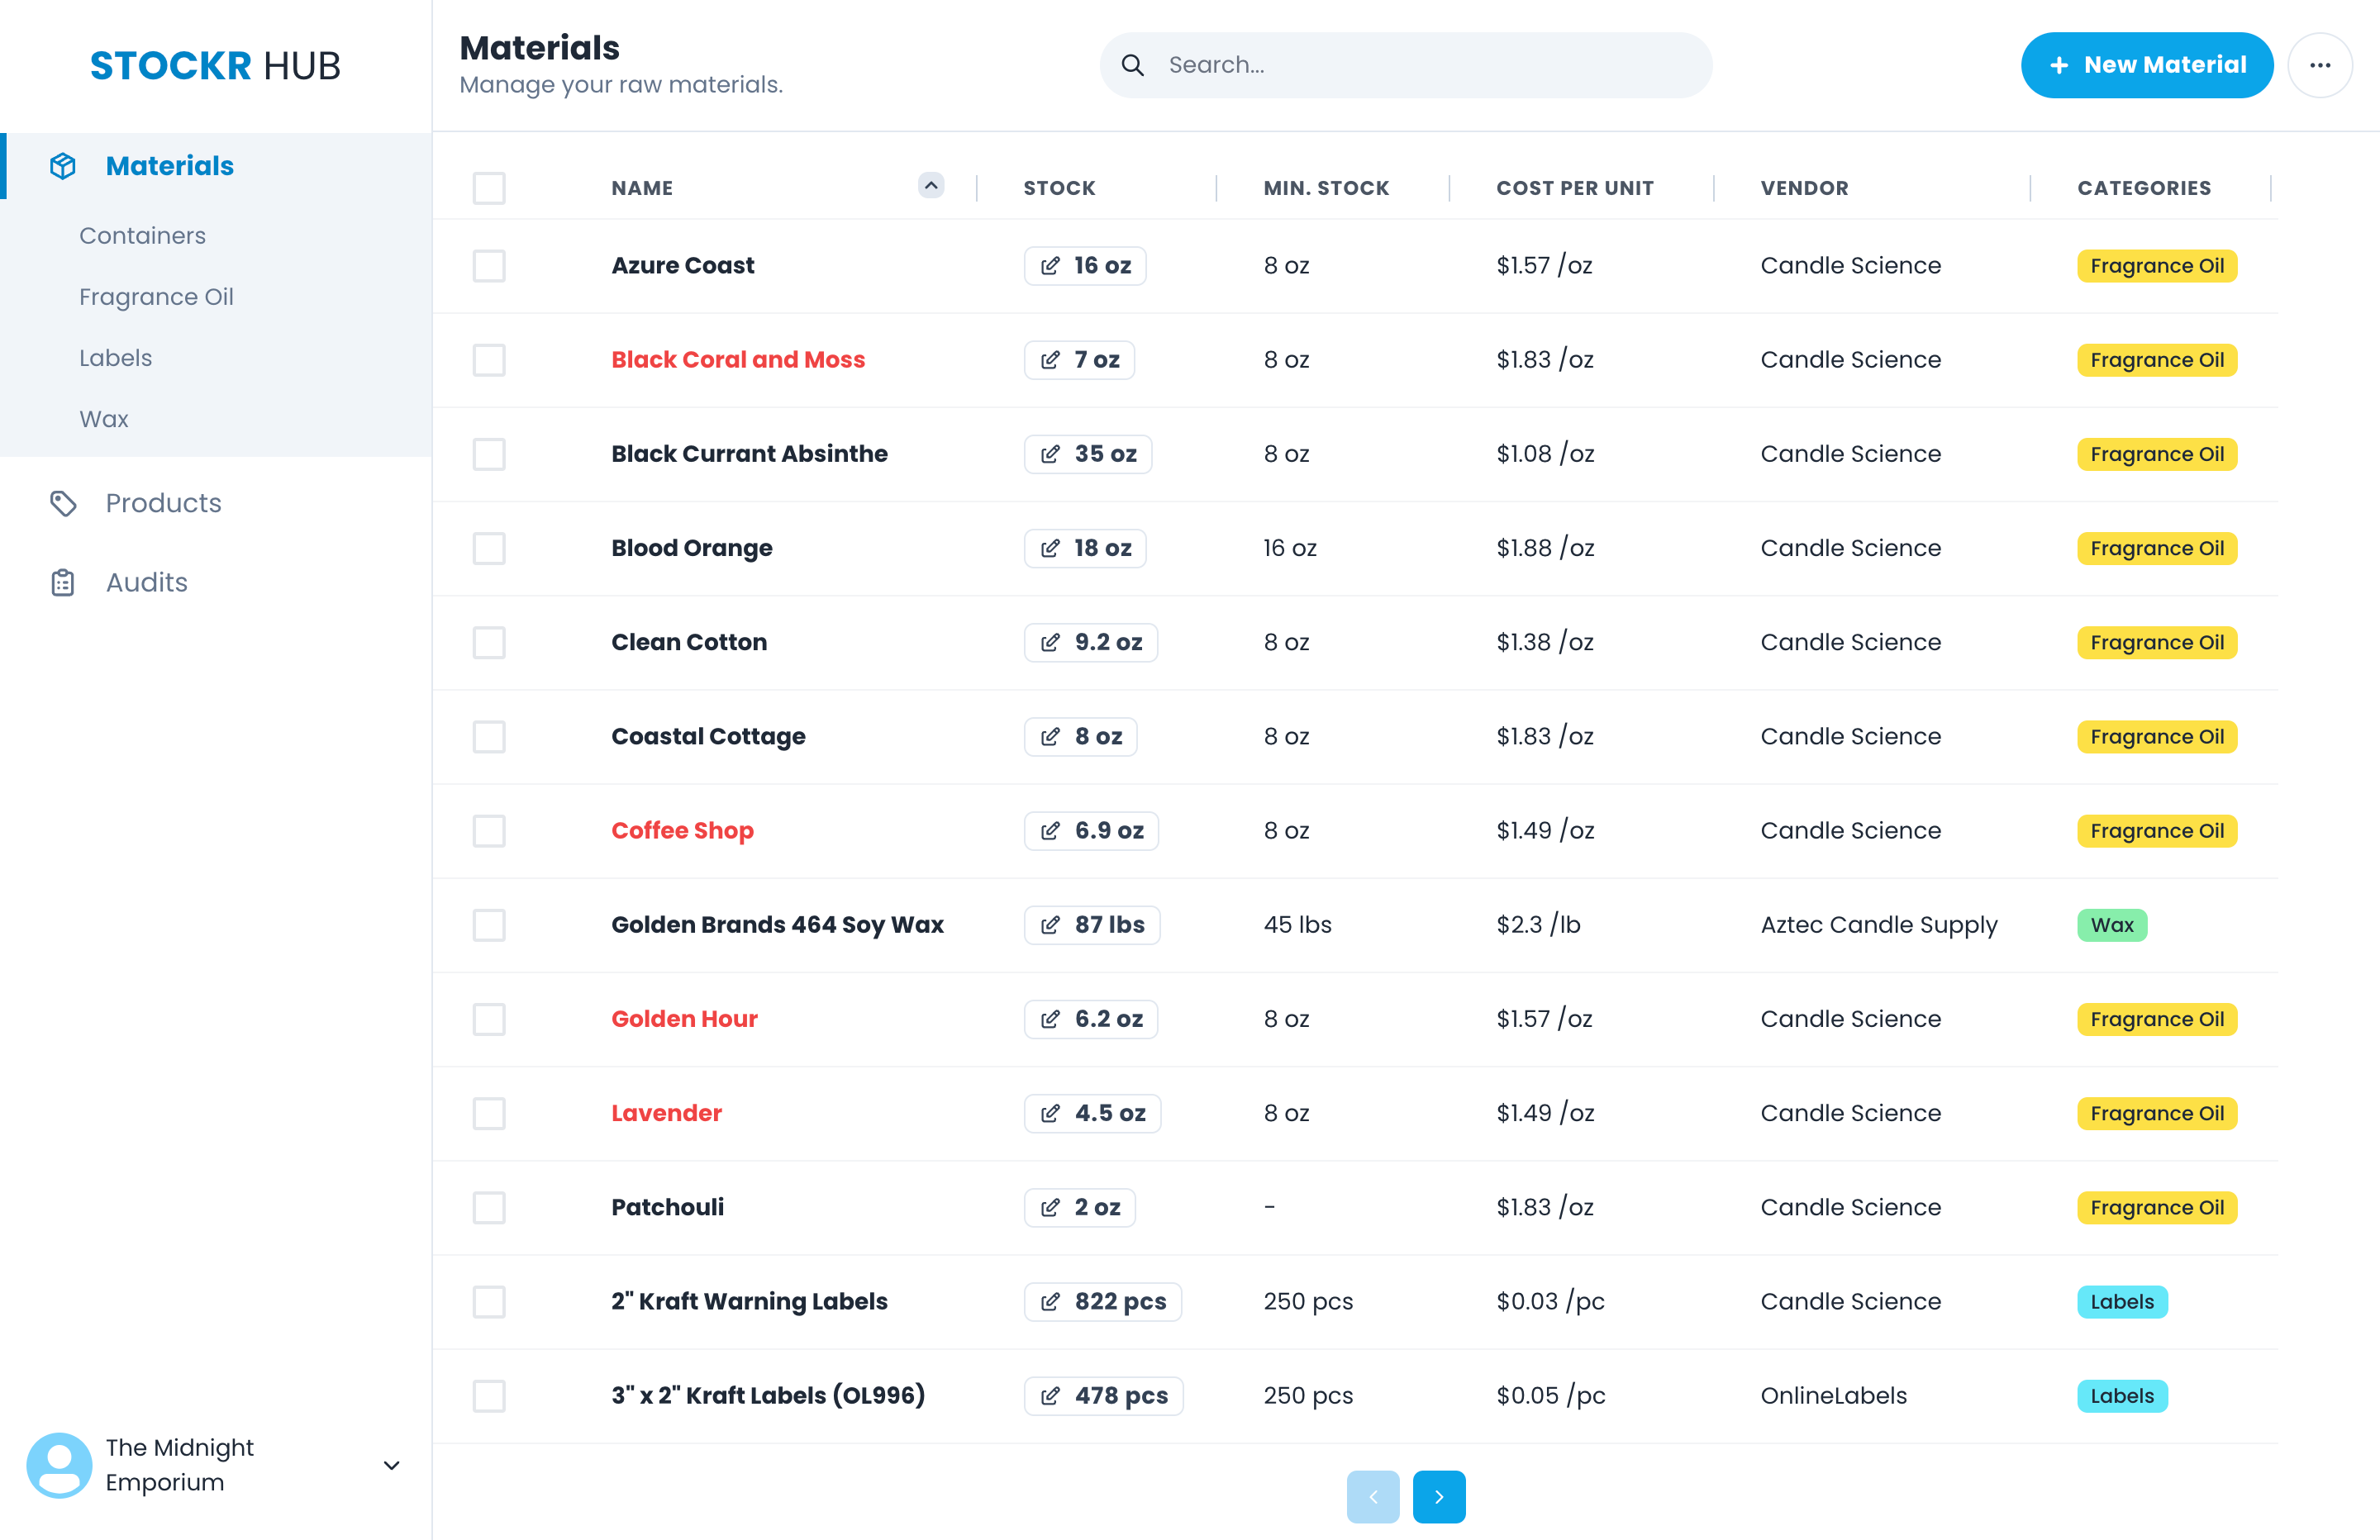 STOCKR HUB
Materials
Containers
Fragrance Oil
Labels
Wax
Products
Audits
The Midnight
Emporium
Materials
Manage your raw materials.
Search...
+ New Material
...
NAME STOCK MIN. STOCK COST PER UNIT VENDOR CATEGORIES
Azure Coast 16 oz 8 oz $1.57 /oz Candle Science Fragrance Oil
Black Coral and Moss 7 oz 8 oz $1.83 /oz Candle Science Fragrance Oil
Black Currant Absinthe 35 oz 8 oz $1.08 /oz Candle Science Fragrance Oil
Blood Orange 18 oz 16 oz $1.88 /oz Candle Science Fragrance Oil
Clean Cotton 9.2 oz 8 oz $1.38 /oz Candle Science Fragrance Oil
Coastal Cottage 8 oz 8 oz $1.83 /oz Candle Science Fragrance Oil
Coffee Shop 6.9 oz 8 oz $1.49 /oz Candle Science Fragrance Oil
Golden Brands 464 Soy Wax 87 lbs 45 lbs $2.3 /lb Aztec Candle Supply Wax
Golden Hour 6.2 oz 8 oz $1.57 /oz Candle Science Fragrance Oil
Lavender 4.5 oz 8 oz $1.49 /oz Candle Science Fragrance Oil
Patchouli 2 oz - $1.83 /oz Candle Science Fragrance Oil
2" Kraft Warning Labels 822 pcs 250 pcs $0.03 /pc Candle Science Labels
3" x 2" Kraft Labels (OL996) 478 pcs 250 pcs $0.05 /pc OnlineLabels Labels